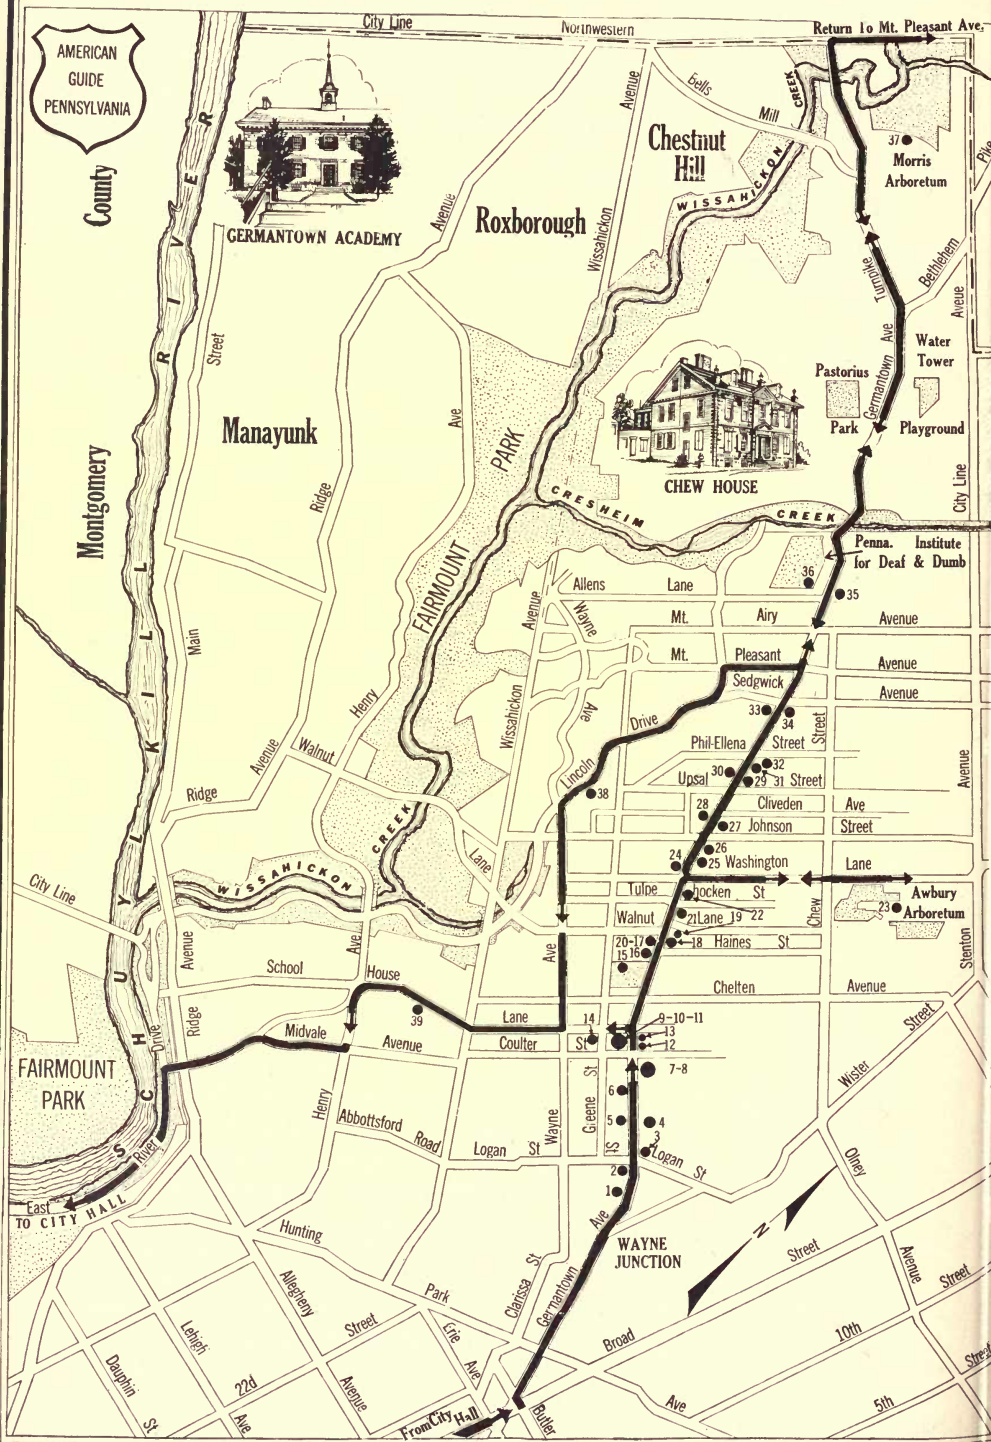 City Line
Northwestern
Return To Mt. Pleasant Ave.
AMERICAN
GUIDE
PENNSYLVANIA
County
Montgomery
SCHUYLKILL RIVER
GERMANTOWN ACADEMY
Avenue
Roxborough
Wissahickon
Avenue
Bells
Mill
Chestnut
Hill
WISSAHICKON
CREEK
37
Morris
Arboretum
Pike
Bethlehem
Turnpike
Germantown Ave
Aveue
Water
Tower
Pastorius
Park
Playground
City Line
Street
Manayunk
Ridge
Ave
PARK
FAIRMOUNT
CHEW HOUSE
CRESHEIM
CREEK
Penna. Institute
for Deaf & Dumb
36
35
Allens
Lane
Avenue
Wayne
Mt.
Airy
Avenue
Mt.
Pleasant
Avenue
Sedgwick
Avenue
Main
Henry
Wissahickon
Ave
Drive
Lincoln
33
34
Street
Phil-Ellena
Street
Walnut
Avenue
Ridge
Upsal
30
32
29
31
Street
38
28
Cliveden
Ave
27
Johnson
Street
Avenue
CREEK
Lane
24
26
25
Washington
Lane
WISSAHICKON
City Line
Tulpe
hocken
St
Awbury
23
Arboretum
Walnut
21
Lane
19
22
Chew
Stenton
20-17
18
Haines
St
16
15
Avenue
Ave
Ave
School
House
Lane
Chelten
Avenue
Street
39
Ridge
Drive
Midvale
Avenue
Coulter
St
14
9-10-11
13
12
7-8
Wister
FAIRMOUNT
PARK
Henry
Abbottsford
Road
Logan
St
Wayne
Greene
St
St
6
5
4
3
Logan
St
2
1
River
East
TO CITY HALL
Ave
WAYNE
JUNCTION
N
Olney
Avenue
Street
Street
Hunting
Park
Ave
Allegheny
Avenue
Clarissa
St
Germantown
Broad
Street
Lehigh
Ave
Erie
Ave
10th
Street
Dauphin
St
22d
Butler
5th
From City Hall